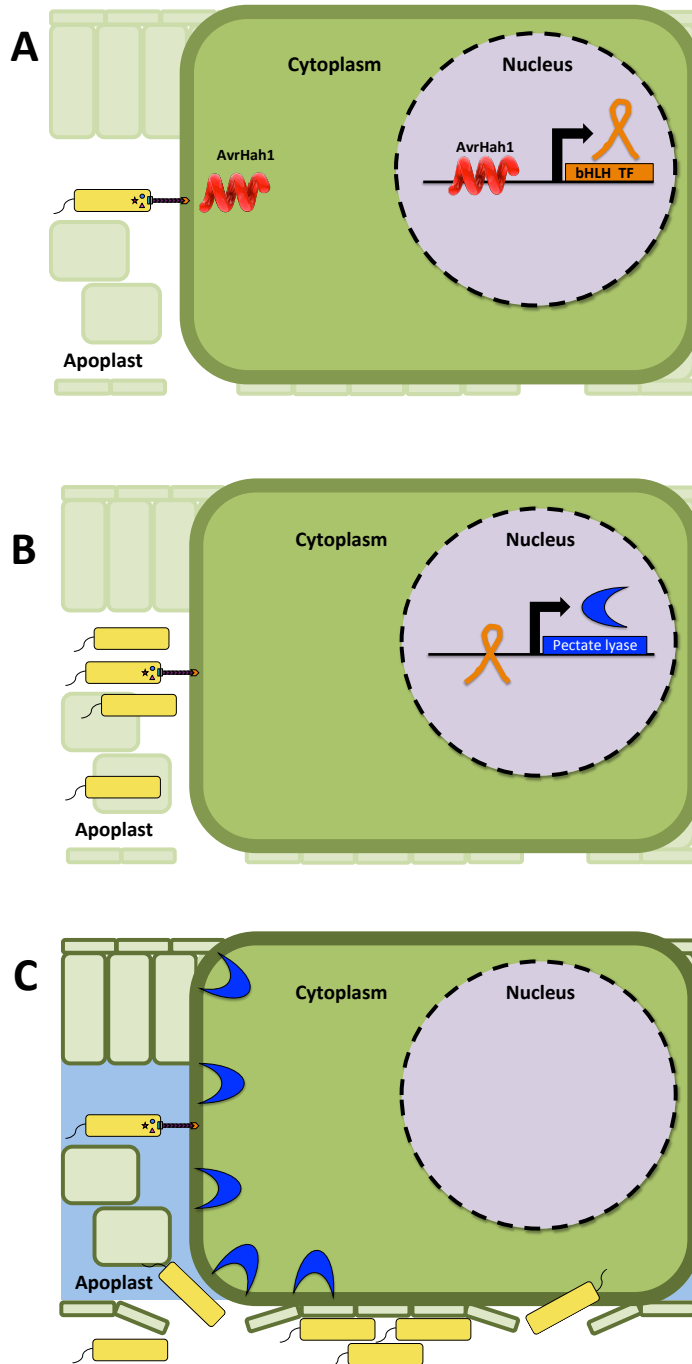 A
Cytoplasm
Nucleus
AvrHah1
AvrHah1
bHLH TF
Apoplast
B
Cytoplasm
Nucleus
Pectate lyase
Apoplast
C
Cytoplasm
Nucleus
Apoplast